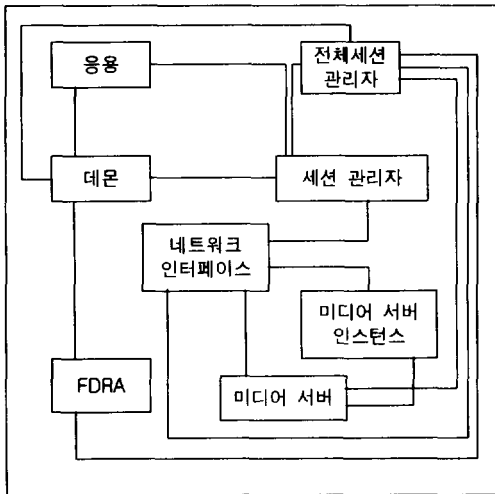 응용
전체세션
관리자
데몬
세션 관리자
네트워크
인터페이스
미디어 서버
인스턴스
FDRA
미디어 서버